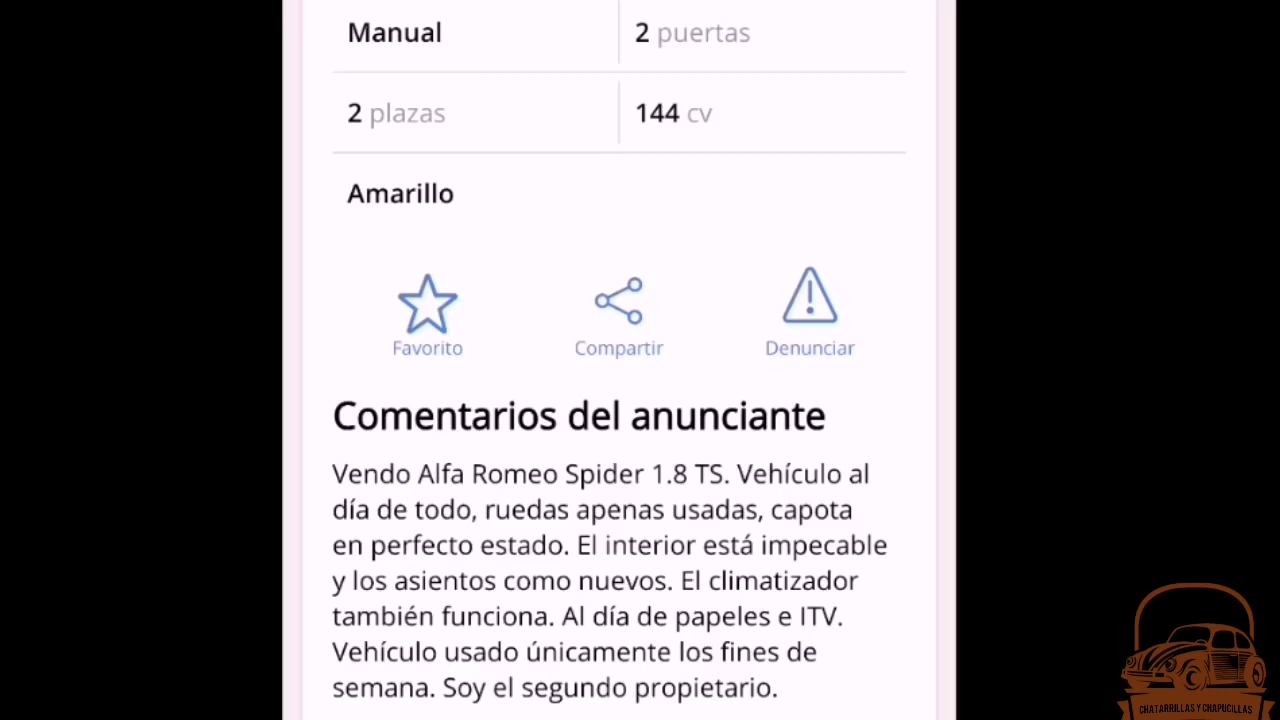 Manual
2 puertas
2 plazas
144 cv
Amarillo
Favorito
Compartir
Denunciar
Comentarios del anunciante
Vendo Alfa Romeo Spider 1.8 TS. Vehículo al
día de todo, ruedas apenas usadas, capota
en perfecto estado. El interior está impecable
y los asientos como nuevos. El climatizador
también funciona. Al día de papeles e ITV.
Vehículo usado únicamente los fines de
semana. Soy el segundo propietario.
CHATARRILLAS Y CHAPUCILLAS